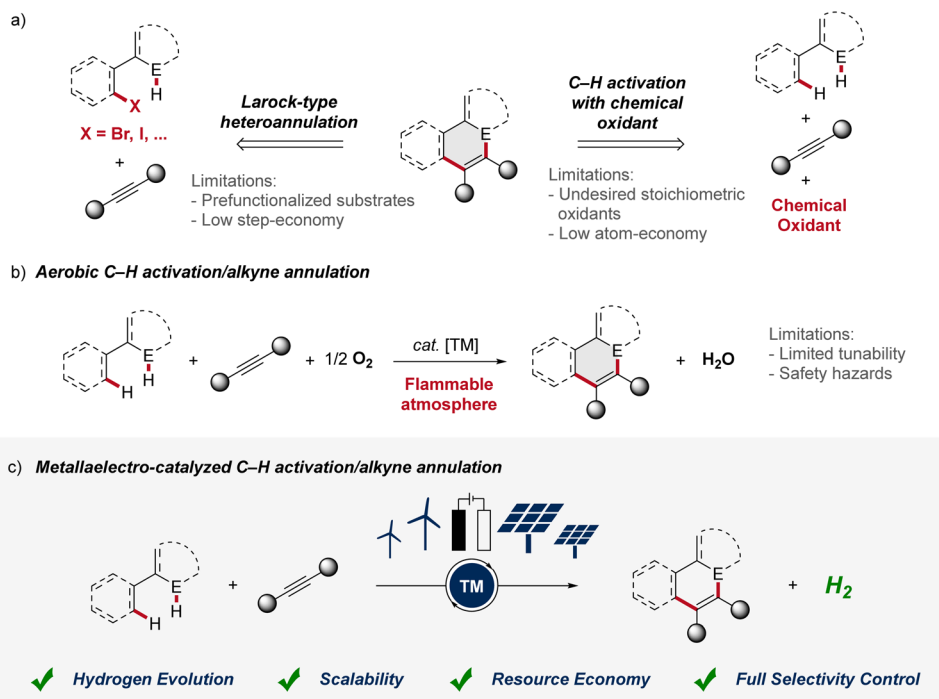 a)
E
H
X
X = Br, I, ...
+
Larock-type
heteroannulation
Limitations:
- Prefunctionalized substrates
- Low step-economy
E
C–H activation
with chemical
oxidant
Limitations:
- Undesired stoichiometric
oxidants
- Low atom-economy
E
H
H
+
+
Chemical
Oxidant
b) Aerobic C–H activation/alkyne annulation
E
H
H
+
+ 1/2 O₂
cat. [TM]
Flammable
atmosphere
E
+ H₂O
Limitations:
- Limited tunability
- Safety hazards
c) Metallaelectro-catalyzed C–H activation/alkyne annulation
E
H
H
+
TM
E
+ H₂
Hydrogen Evolution
Scalability
Resource Economy
Full Selectivity Control